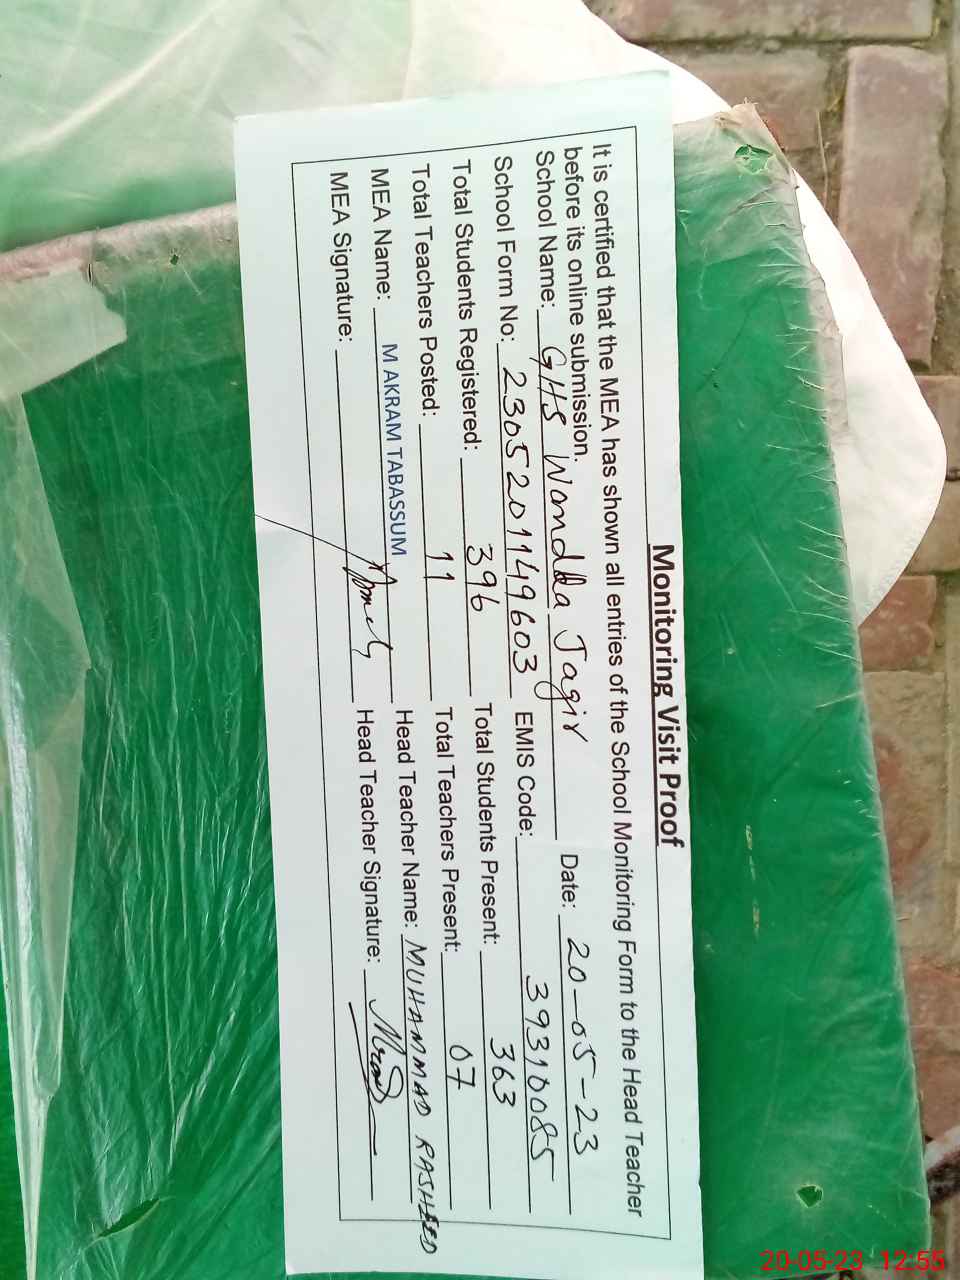 Monitoring Visit Proof
It is certified that the MEA has shown all entries of the School Monitoring Form to the Head Teacher
before its online submission.
School Name: GHS Wandala Jagir Date: 20-05-23
School Form No: 2305201149603 EMIS Code: 39310085
Total Students Registered: 396 Total Students Present: 363
Total Teachers Posted: 11 Total Teachers Present: 07
MEA Name: M AKRAM TABASSUM Head Teacher Name: MUHAMMAD RASHEED
MEA Signature: Head Teacher Signature:
20-05-23 12:55